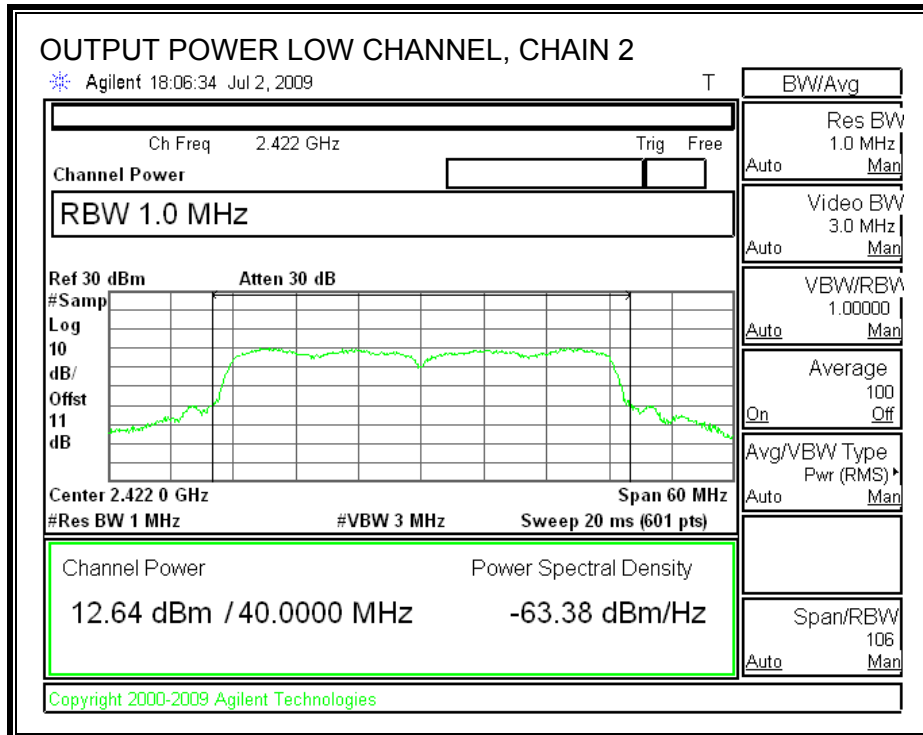 OUTPUT POWER LOW CHANNEL, CHAIN 2
Agilent 18:06:34 Jul 2, 2009 T
BW/Avg
Ch Freq 2.422 GHz Trig Free
Channel Power
RBW 1.0 MHz
Ref 30 dBm Atten 30 dB
#Samp
Log
10
dB/
Offst
11
dB
Center 2.422 0 GHz Span 60 MHz
#Res BW 1 MHz #VBW 3 MHz Sweep 20 ms (601 pts)
Channel Power Power Spectral Density
12.64 dBm / 40.0000 MHz -63.38 dBm/Hz
Copyright 2000-2009 Agilent Technologies
Res BW
1.0 MHz
Auto Man
Video BW
3.0 MHz
Auto Man
VBW/RBW
1.00000
Auto Man
Average
100
On Off
Avg/VBW Type
Pwr (RMS)
Auto Man
Span/RBW
106
Auto Man